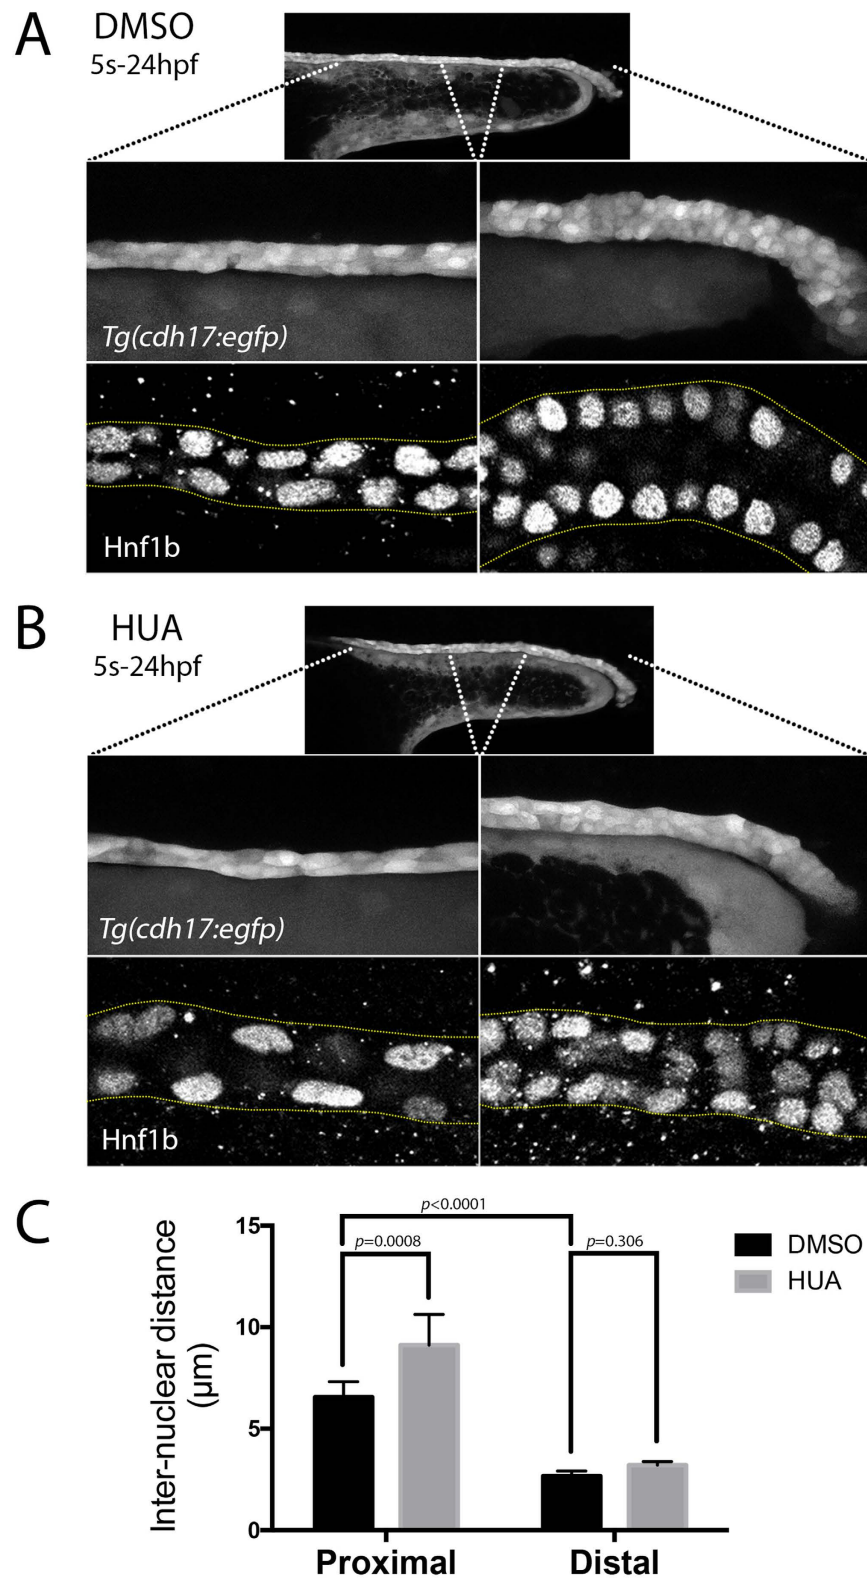 A
DMSO
5s-24hpf
Tg(cdh17:egfp)
Hnf1b
B
HUA
5s-24hpf
Tg(cdh17:egfp)
Hnf1b
C
p<0.0001
p=0.0008
p=0.306
DMSO
HUA
Inter-nuclear distance
(μm)
15
10
5
0
Proximal
Distal